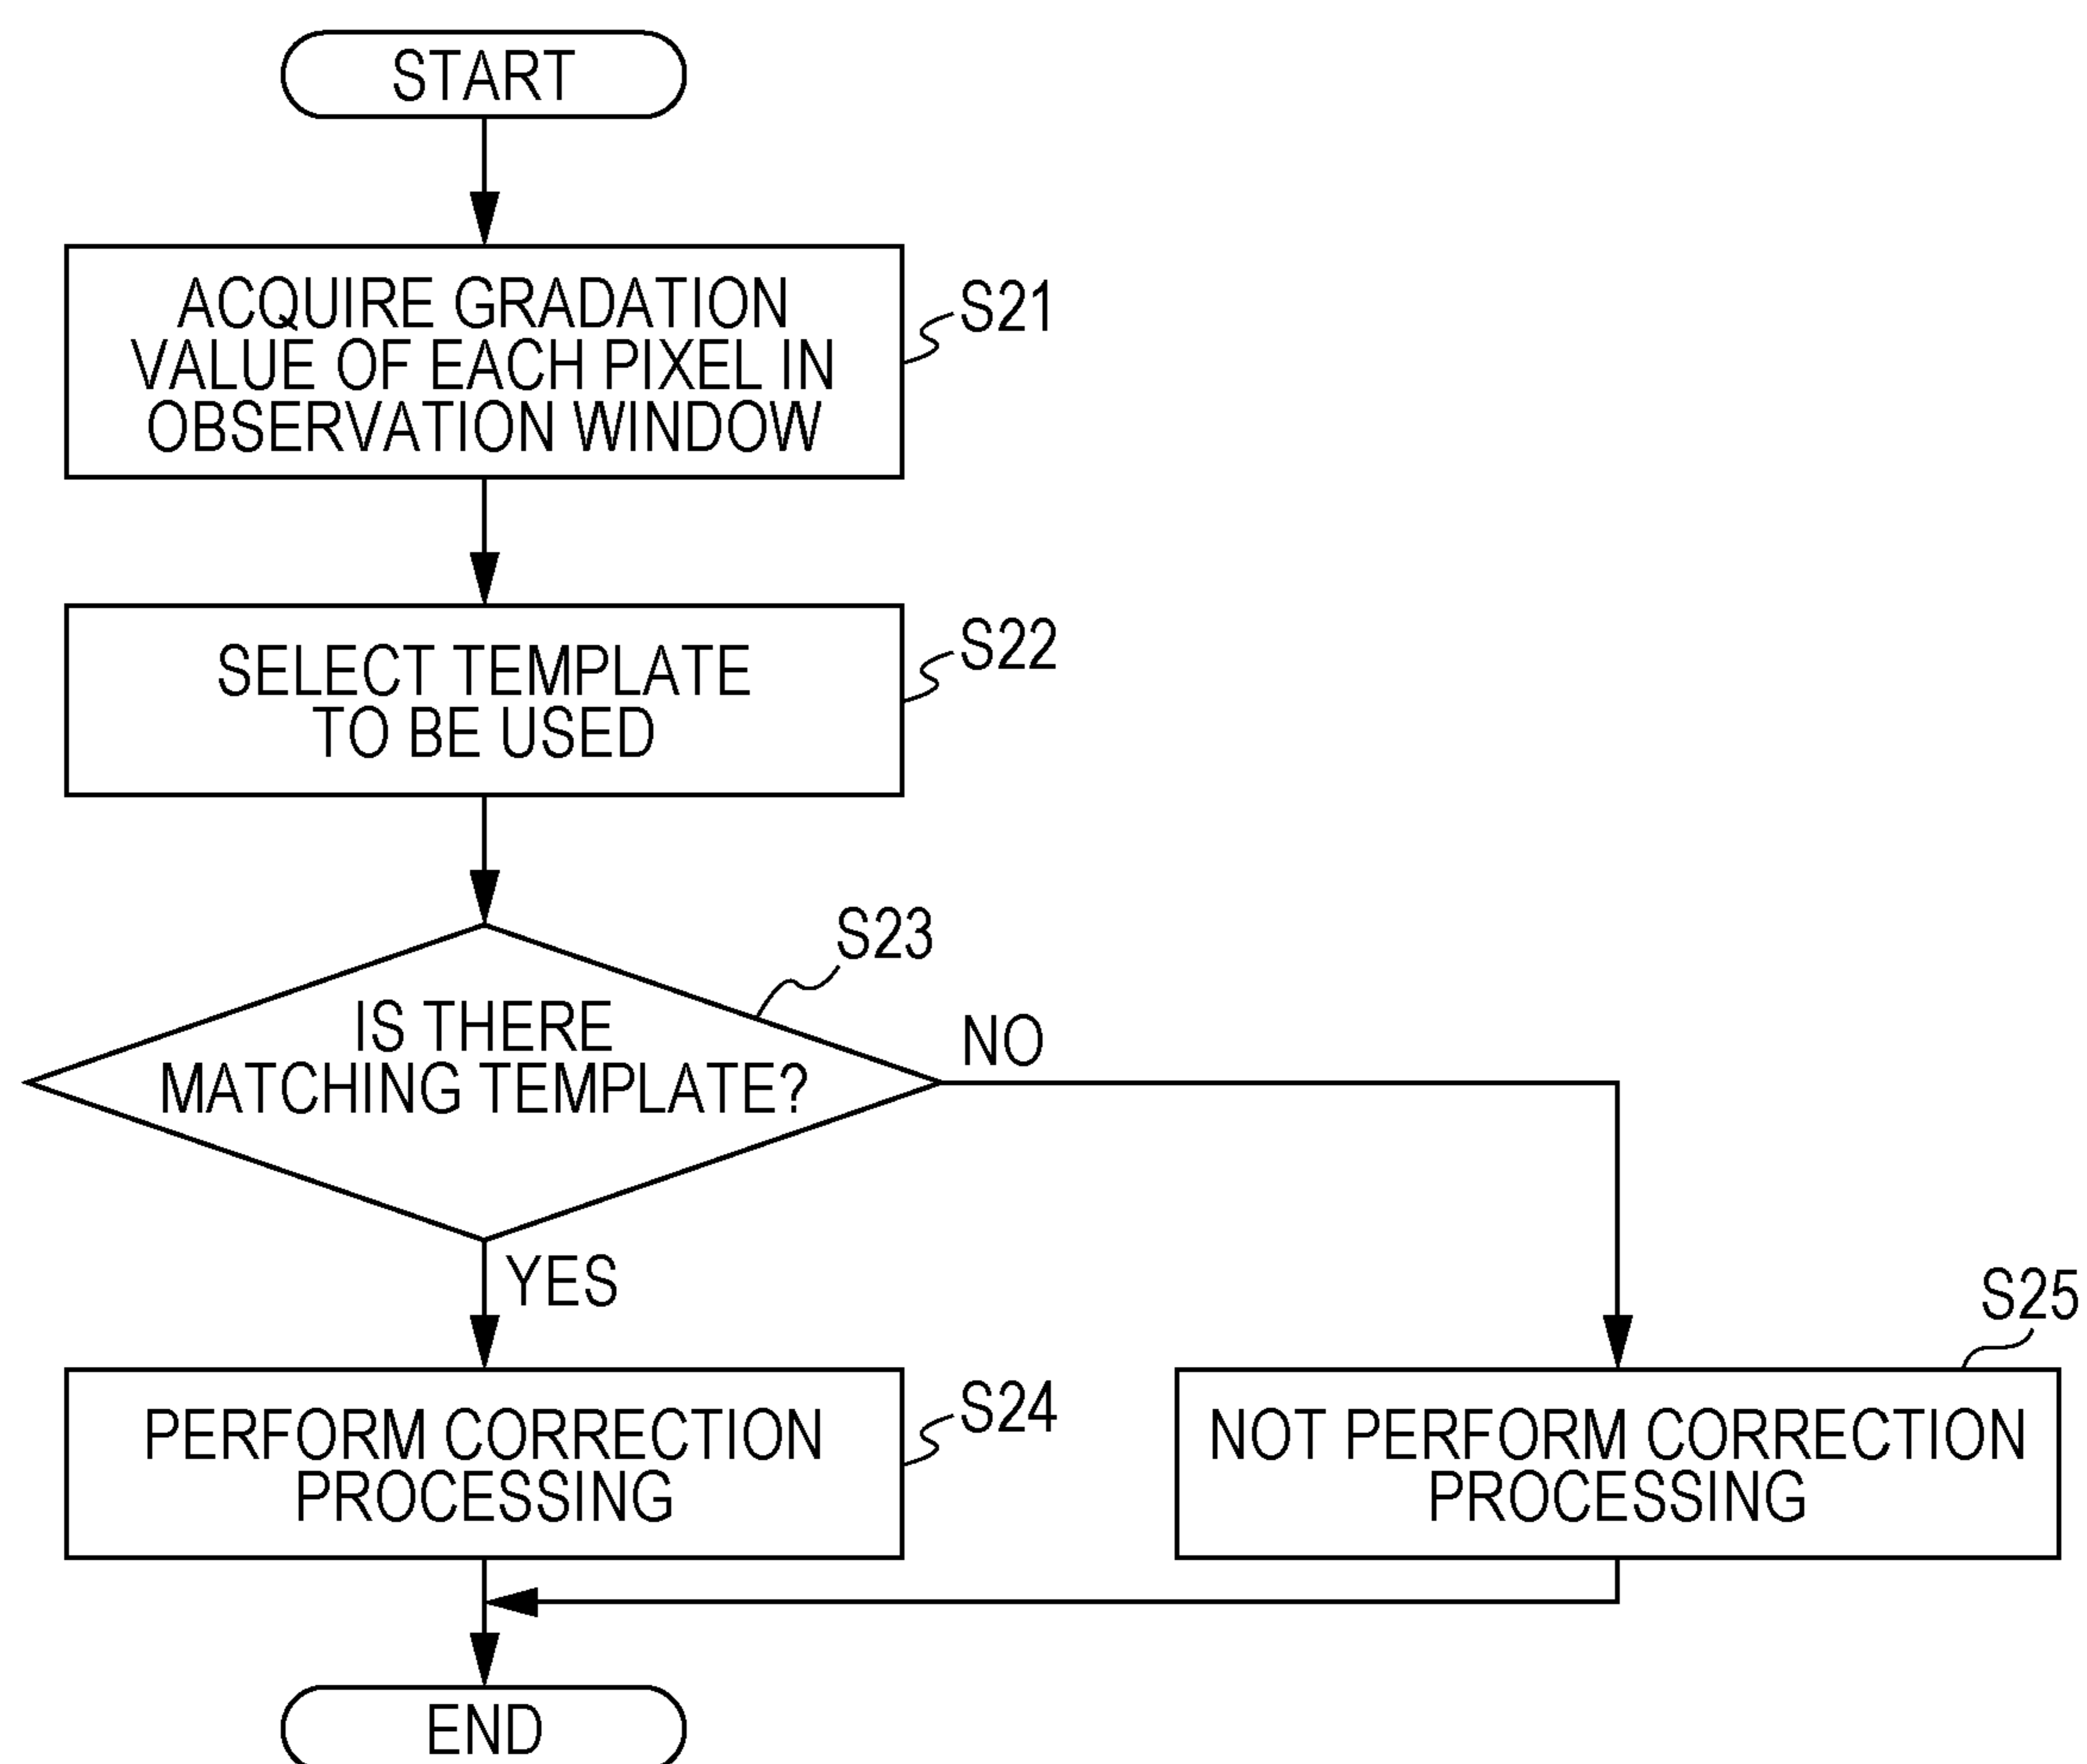 START
ACQUIRE GRADATION
VALUE OF EACH PIXEL IN
OBSERVATION WINDOW
S21
SELECT TEMPLATE
TO BE USED
S22
S23
IS THERE
MATCHING TEMPLATE?
NO
YES
PERFORM CORRECTION
PROCESSING
S24
S25
NOT PERFORM CORRECTION
PROCESSING
END